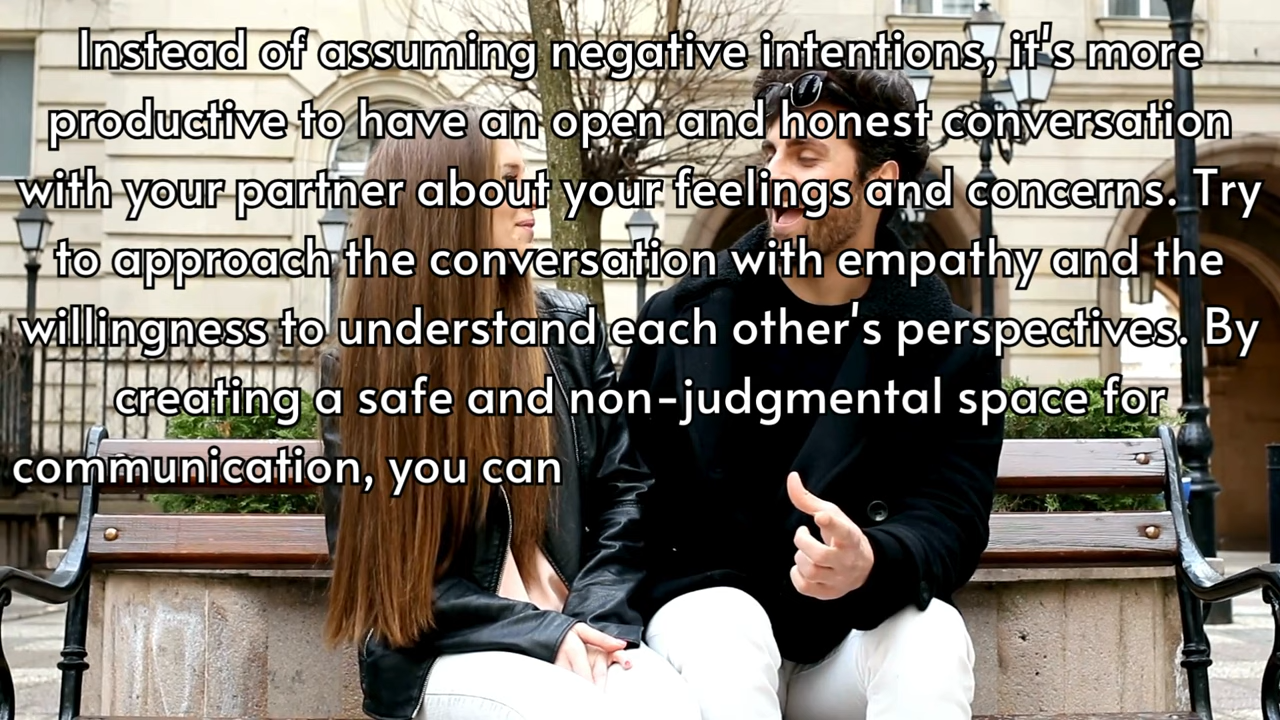 Instead of assuming negative intentions, it's more
productive to have an open and honest conversation
with your partner about your feelings and concerns. Try
to approach the conversation with empathy and the
willingness to understand each other's perspectives. By
creating a safe and non-judgmental space for
communication, you can